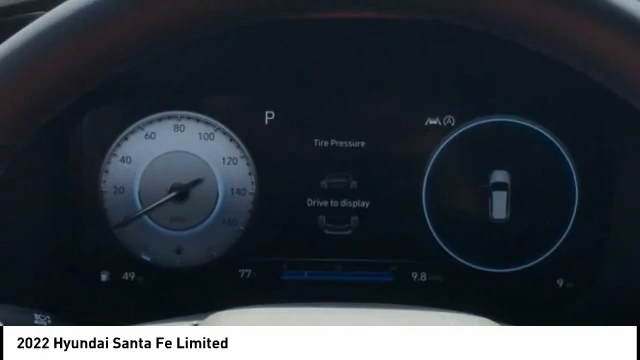 P
60 80 100
40 120
20 140
160
Tire Pressure
Drive to display
49
77
9.8
9
2022 Hyundai Santa Fe Limited